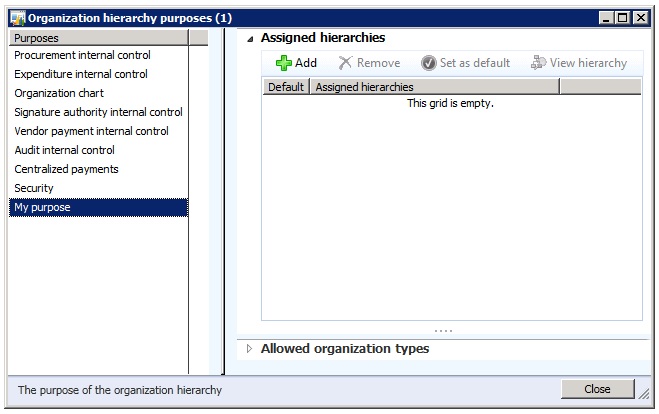 Organization hierarchy purposes (1)
Purposes
Procurement internal control
Expenditure internal control
Organization chart
Signature authority internal control
Vendor payment internal control
Audit internal control
Centralized payments
Security
My purpose
Assigned hierarchies
Add Remove Set as default View hierarchy
Default Assigned hierarchies
This grid is empty.
Allowed organization types
The purpose of the organization hierarchy
Close